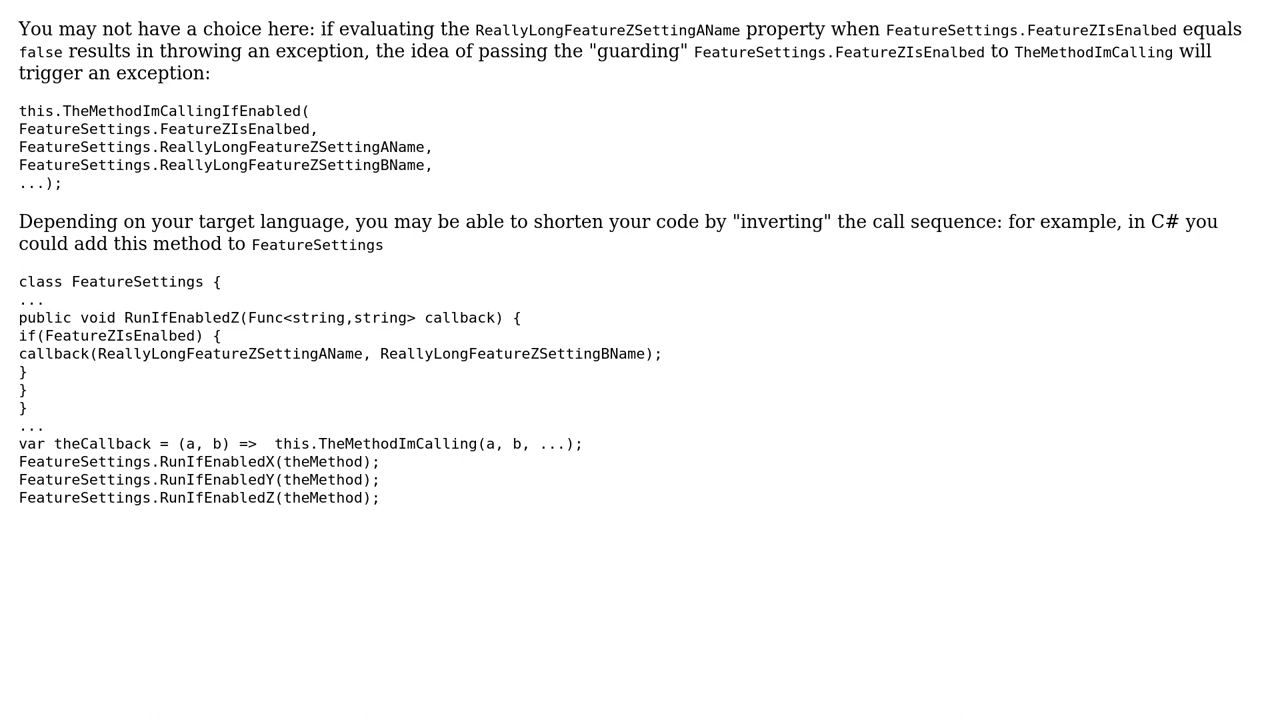 You may not have a choice here: if evaluating the ReallyLongFeatureZSettingAName property when FeatureSettings.FeatureZIsEnalbed equals
false results in throwing an exception, the idea of passing the "guarding" FeatureSettings.FeatureZIsEnalbed to TheMethodImCalling will
trigger an exception:
this.TheMethodImCallingIfEnabled(
FeatureSettings.FeatureZIsEnalbed,
FeatureSettings.ReallyLongFeatureZSettingAName,
FeatureSettings.ReallyLongFeatureZSettingBName,
...);
Depending on your target language, you may be able to shorten your code by "inverting" the call sequence: for example, in C# you
could add this method to FeatureSettings
class FeatureSettings {
...
public void RunIfEnabledZ(Func<string,string> callback) {
if(FeatureZIsEnalbed) {
callback(ReallyLongFeatureZSettingAName, ReallyLongFeatureZSettingBName);
}
}
}
...
var theCallback = (a, b) =>  this.TheMethodImCalling(a, b, ...);
FeatureSettings.RunIfEnabledX(theMethod);
FeatureSettings.RunIfEnabledY(theMethod);
FeatureSettings.RunIfEnabledZ(theMethod);